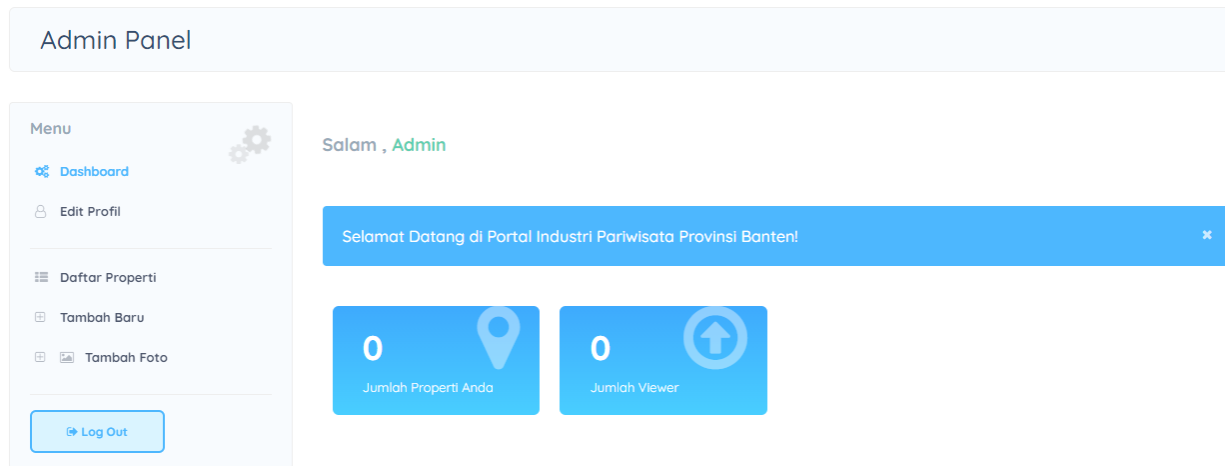 Admin Panel
Menu
Dashboard
Edit Profil
Daftar Properti
Tambah Baru
Tambah Foto
Log Out
Salam , Admin
Selamat Datang di Portal Industri Pariwisata Provinsi Banten!
×
0
Jumlah Properti Anda
0
Jumlah Viewer